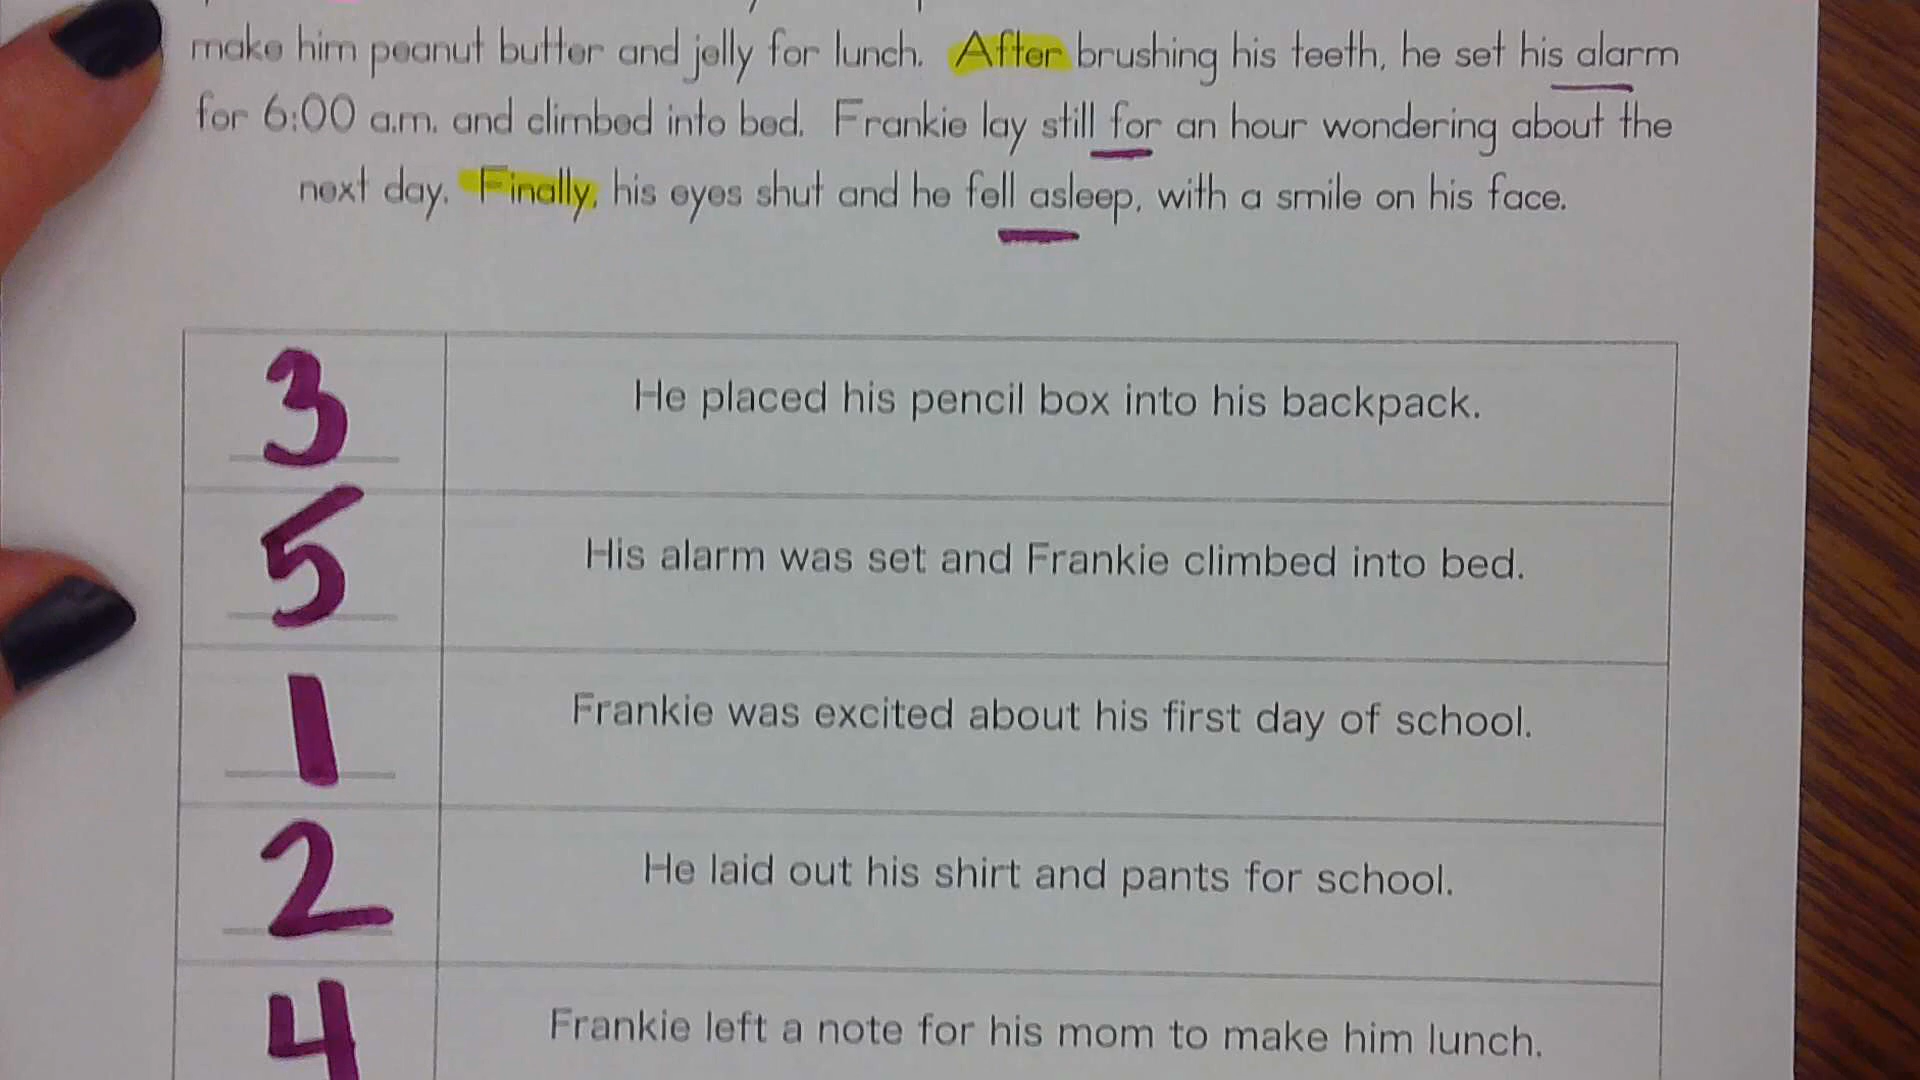 make him peanut butter and jelly for lunch. After brushing his teeth, he set his alarm
for 6:00 a.m. and climbed into bed. Frankie lay still for an hour wondering about the
next day. Finally, his eyes shut and he fell asleep, with a smile on his face.
3 He placed his pencil box into his backpack.
5 His alarm was set and Frankie climbed into bed.
1 Frankie was excited about his first day of school.
2 He laid out his shirt and pants for school.
4 Frankie left a note for his mom to make him lunch.